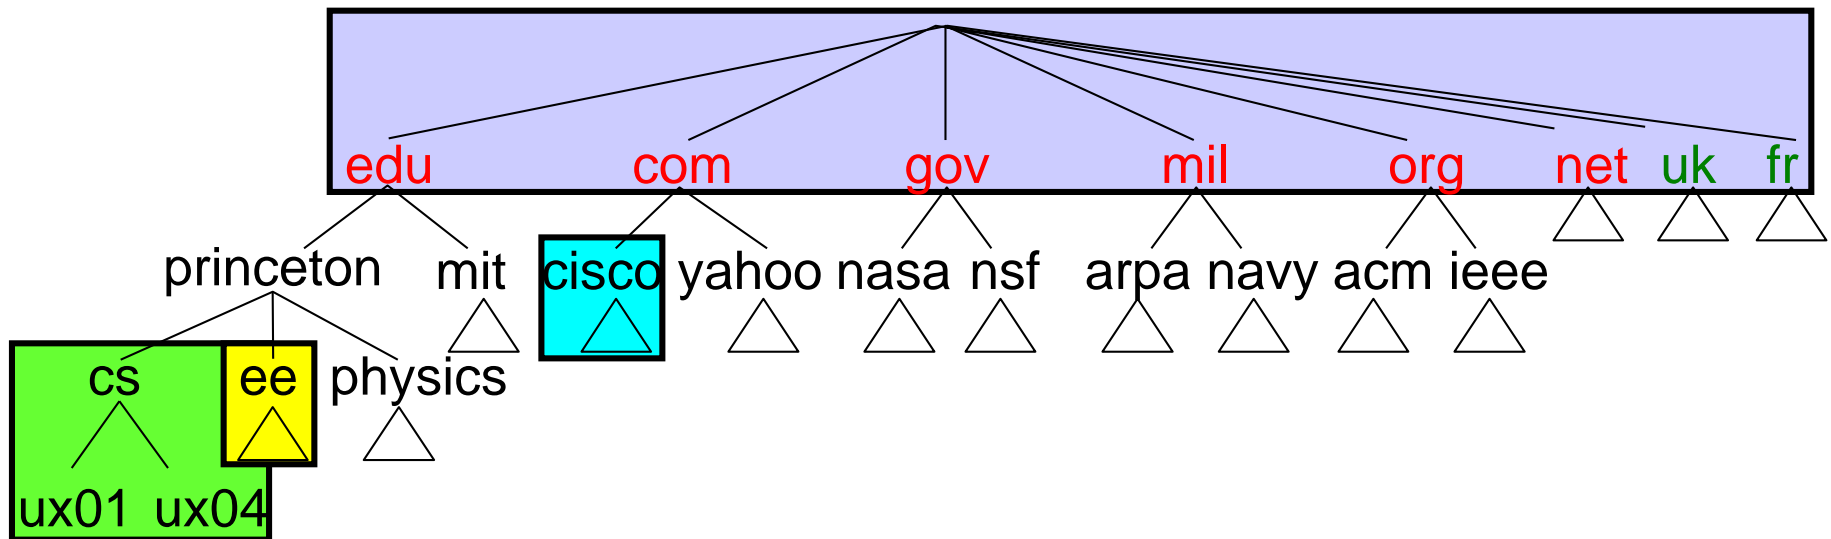 edu com gov mil org net uk fr
princeton mit cisco yahoo nasa nsf arpa navy acm ieee
cs ee physics
ux01 ux04